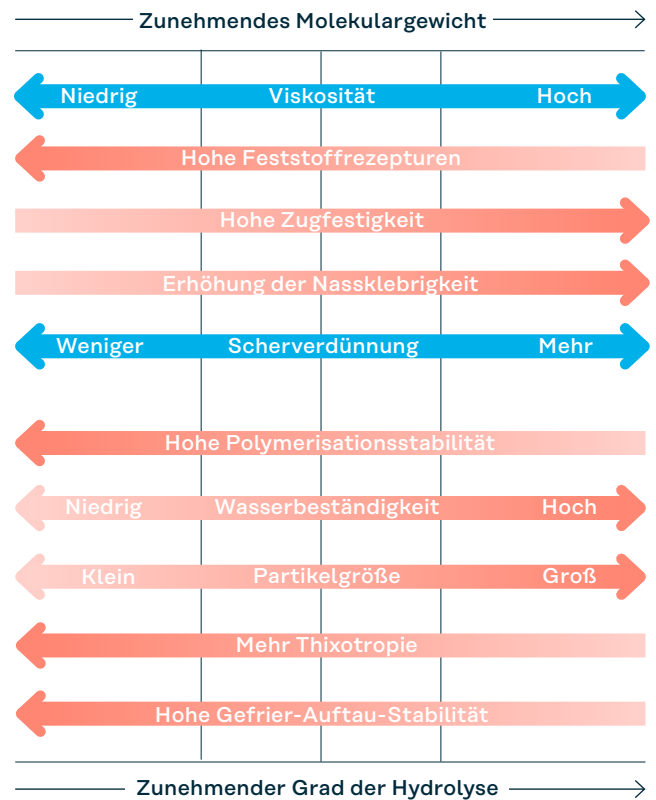 Zunehmendes Molekulargewicht
Niedrig Viskosität Hoch
Hohe Feststoffrezepturen
Hohe Zugfestigkeit
Erhöhung der Nassklebrigkeit
Weniger Scherverdünnung Mehr
Hohe Polymerisationsstabilität
Niedrig Wasserbeständigkeit Hoch
Klein Partikelgröße Groß
Mehr Thixotropie
Hohe Gefrier-Auftau-Stabilität
Zunehmender Grad der Hydrolyse